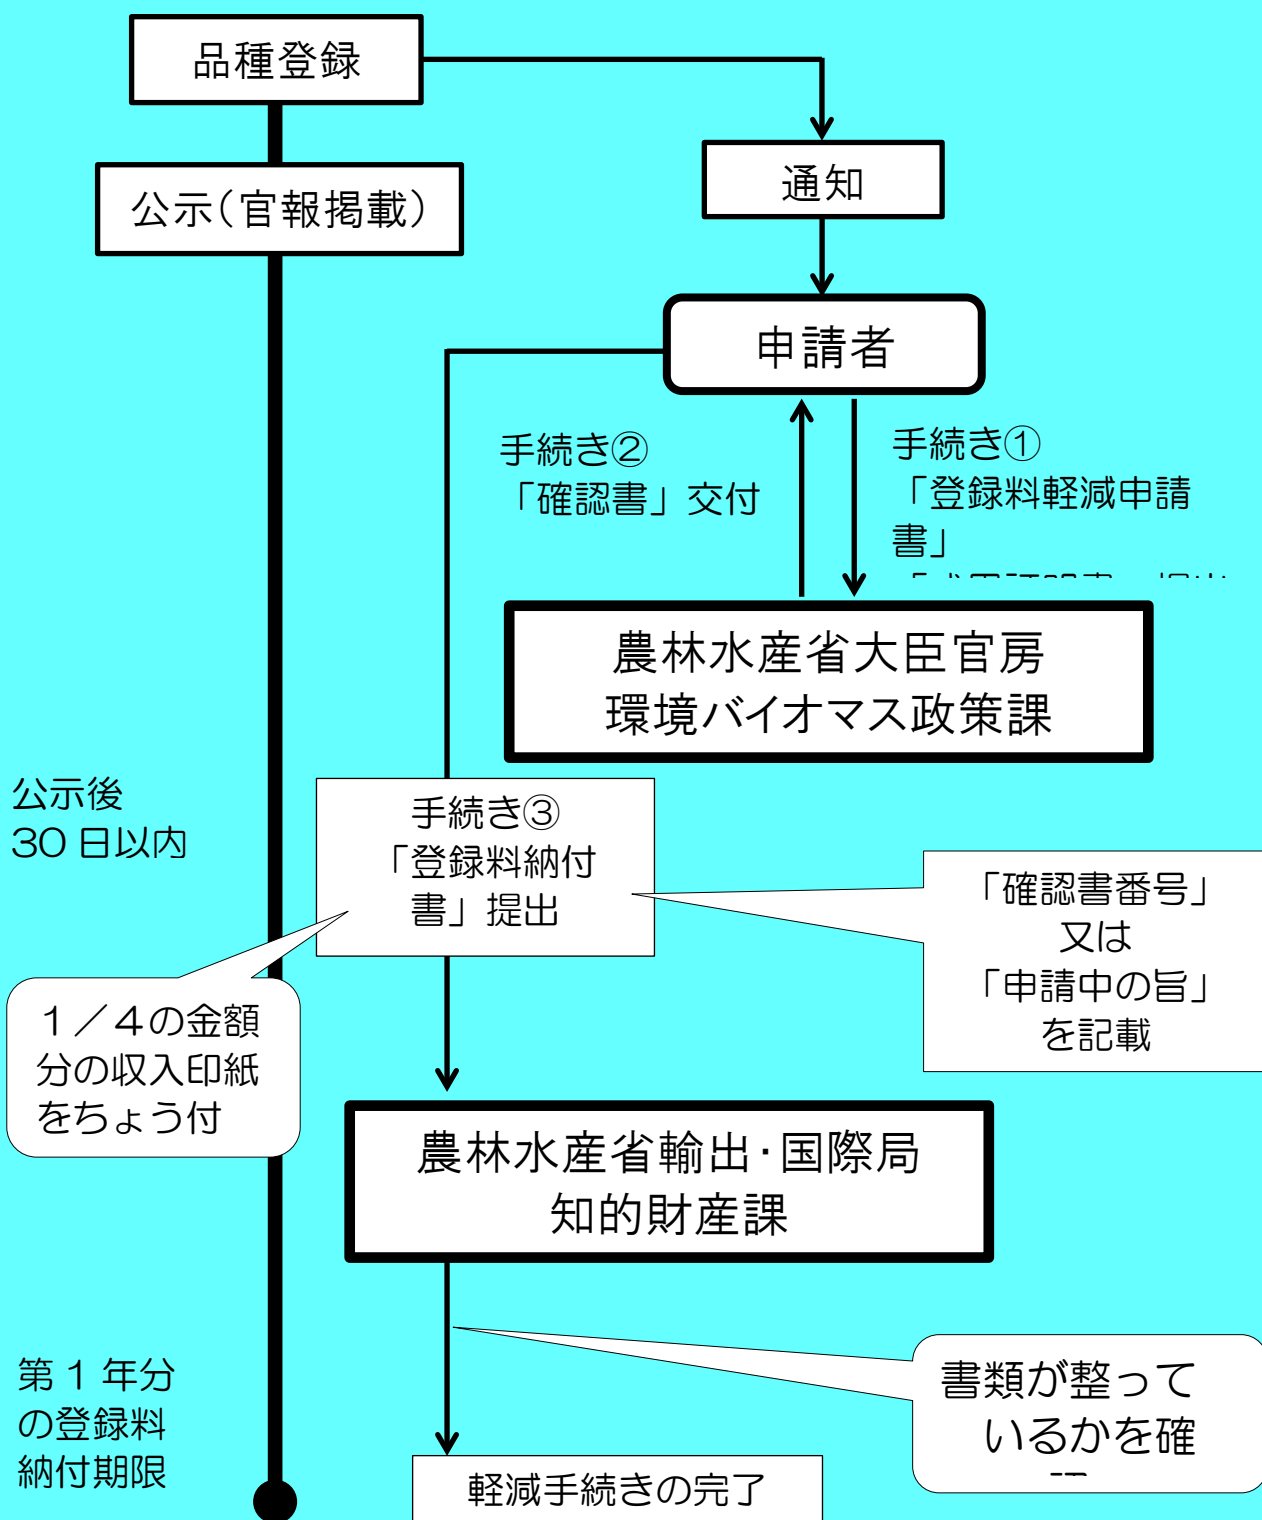 品種登録
公示(官報掲載)
通知
申請者
手続き②
「確認書」交付
手続き①
「登録料軽減申請
書」
農林水産省大臣官房
環境バイオマス政策課
公示後
30日以内
手続き③
「登録料納付
書」提出
「確認書番号」
又は
「申請中の旨」
を記載
1/4の金額
分の収入印紙
をちょう付
農林水産省輸出・国際局
知的財産課
第1年分
の登録料
納付期限
書類が整って
いるかを確
軽減手続きの完了